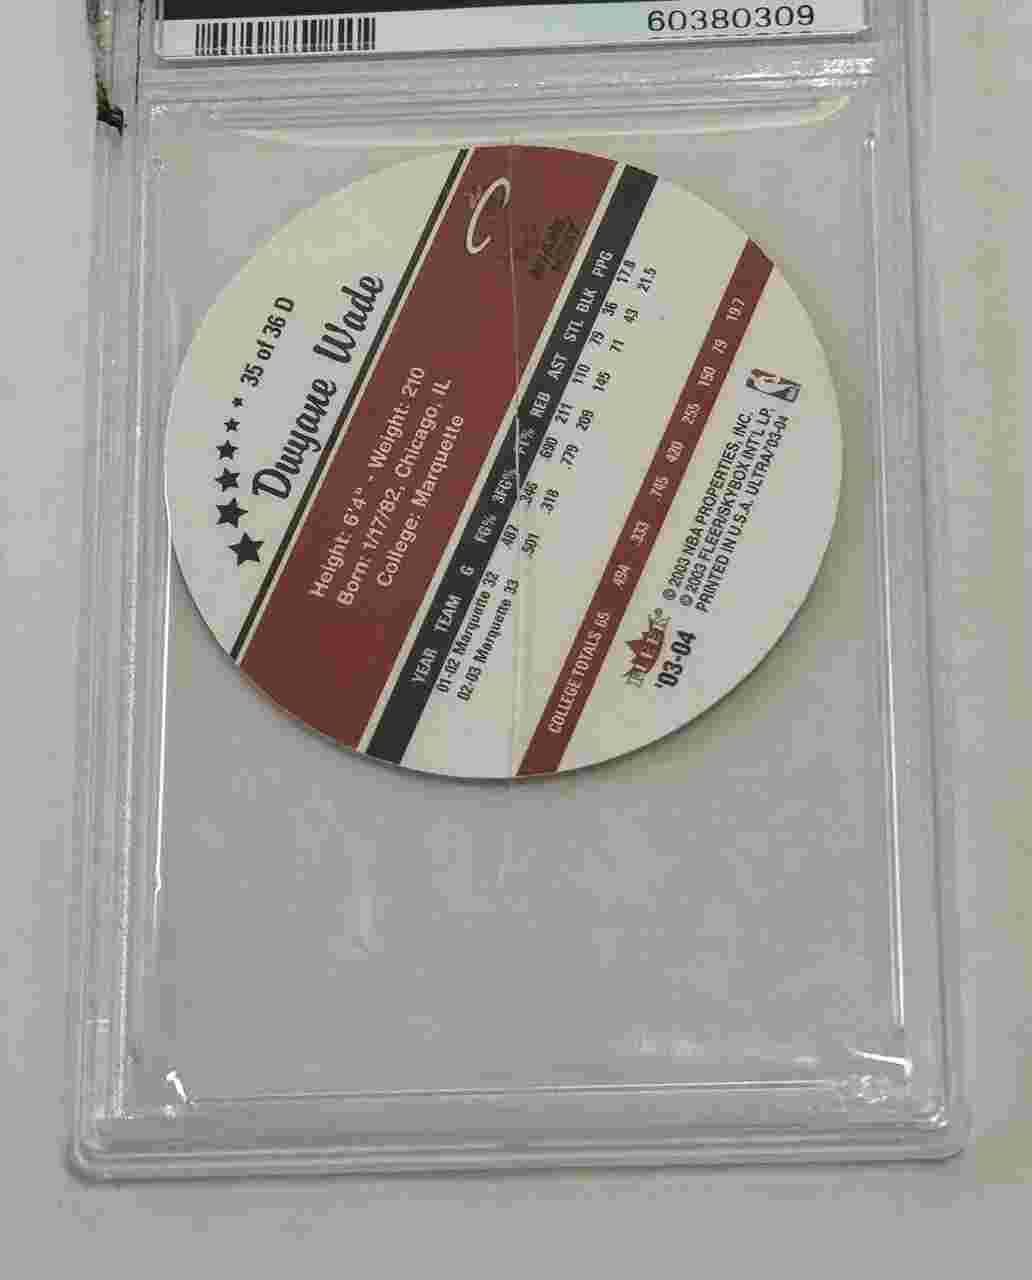 60380309
35 of 36 D
Dwyane Wade
Height: 6'4" - Weight: 210
Born: 1/17/82, Chicago, IL
College: Marquette
YEAR TEAM G FG% 3FG% FT% REB AST STL BLK PPG
01-02 Marquette 32 .487 .346 .690 211 110 79 36 17.8
02-03 Marquette 33 .501 .318 .779 209 145 71 43 21.5
COLLEGE TOTALS 65 .494 .333 .745 420 255 150 79 19.7
FLEER
'03-04
© 2003 NBA PROPERTIES, INC.
© 2003 FLEER/SKYBOX INT'L LP.
PRINTED IN U.S.A. ULTRA/'03-04